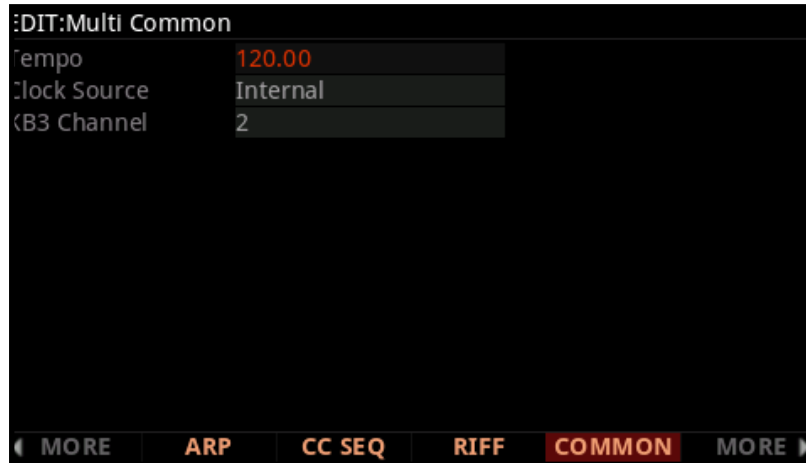 EDIT:Multi Common
Tempo 120.00
Clock Source Internal
KB3 Channel 2
MORE ARP CC SEQ RIFF COMMON MORE